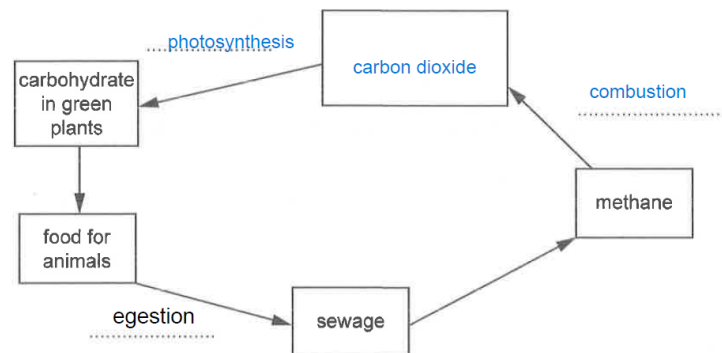 photosynthesis
carbon dioxide
combustion
carbohydrate
in green
plants
methane
food for
animals
egestion
sewage